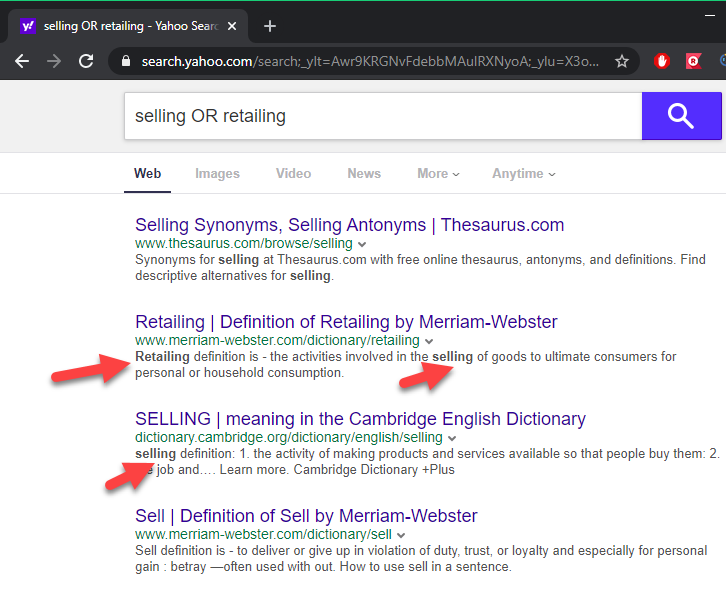 selling OR retailing - Yahoo Searc
search.yahoo.com/search;_ylt=Awr9KRGNvFdebbMAulRXNyoA;_ylu=X3o...
selling OR retailing
Web Images Video News More Anytime
Selling Synonyms, Selling Antonyms | Thesaurus.com
www.thesaurus.com/browse/selling
Synonyms for selling at Thesaurus.com with free online thesaurus, antonyms, and definitions. Find
descriptive alternatives for selling.
Retailing | Definition of Retailing by Merriam-Webster
www.merriam-webster.com/dictionary/retailing
Retailing definition is - the activities involved in the selling of goods to ultimate consumers for
personal or household consumption.
SELLING | meaning in the Cambridge English Dictionary
dictionary.cambridge.org/dictionary/english/selling
selling definition: 1. the activity of making products and services available so that people buy them: 2.
job and.... Learn more. Cambridge Dictionary +Plus
Sell | Definition of Sell by Merriam-Webster
www.merriam-webster.com/dictionary/sell
Sell definition is - to deliver or give up in violation of duty, trust, or loyalty and especially for personal
gain : betray —often used with out. How to use sell in a sentence.